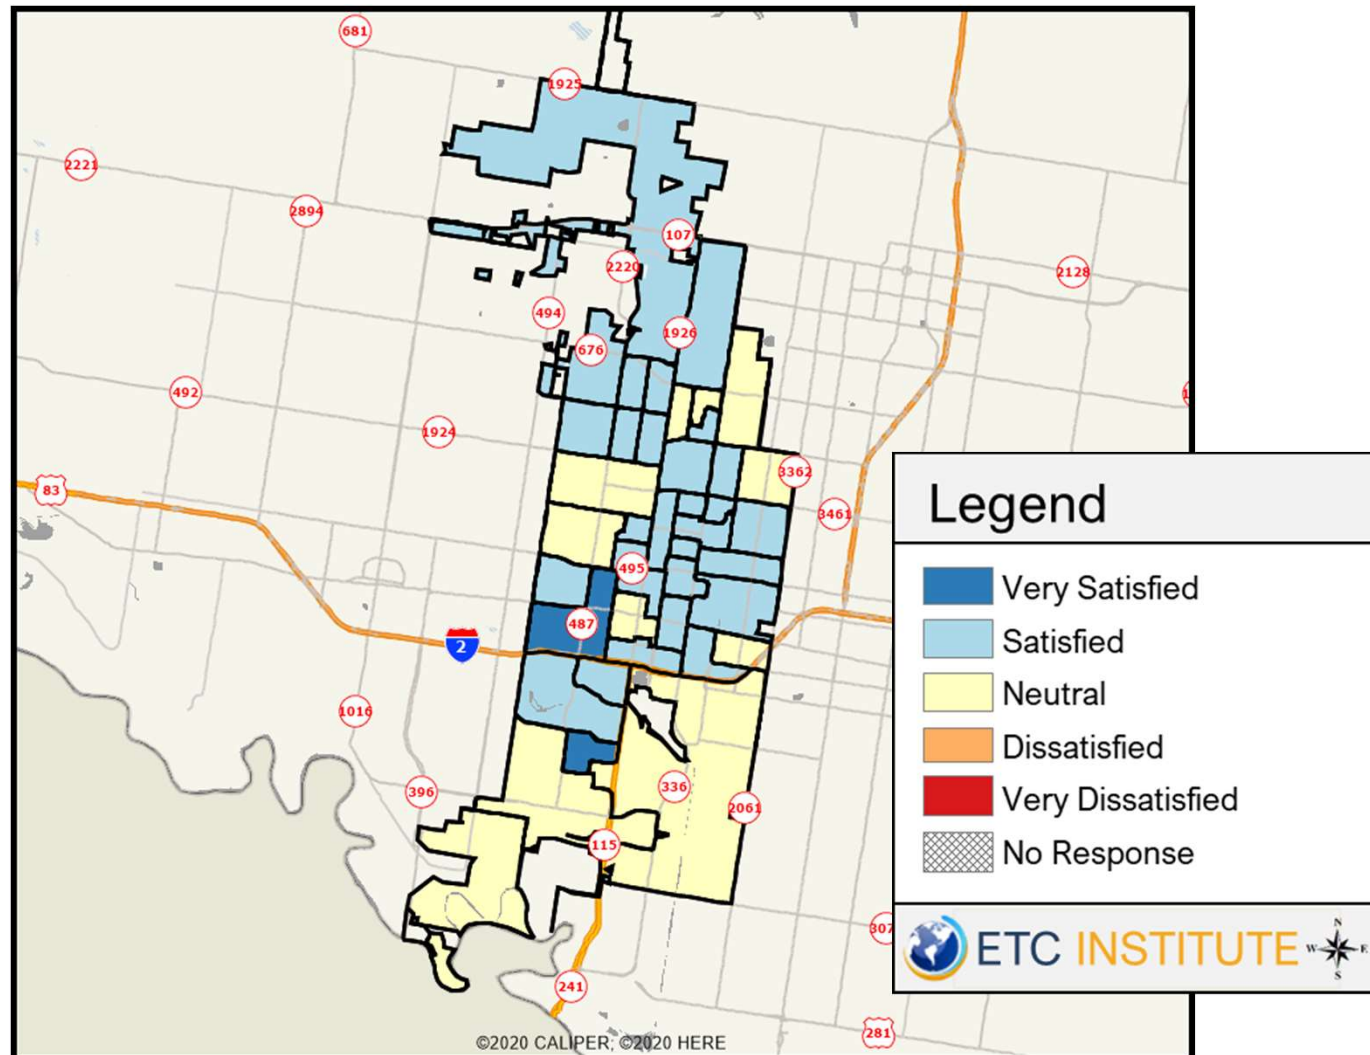 681
1925
2221
2894
107
2220
2128
494
1926
676
492
1924
3362
83
3461
495
487
2
1016
396
336
2061
115
241
281
Legend
Very Satisfied
Satisfied
Neutral
Dissatisfied
Very Dissatisfied
No Response
ETC INSTITUTE
N
W E
S
©2020 CALIPER; ©2020 HERE